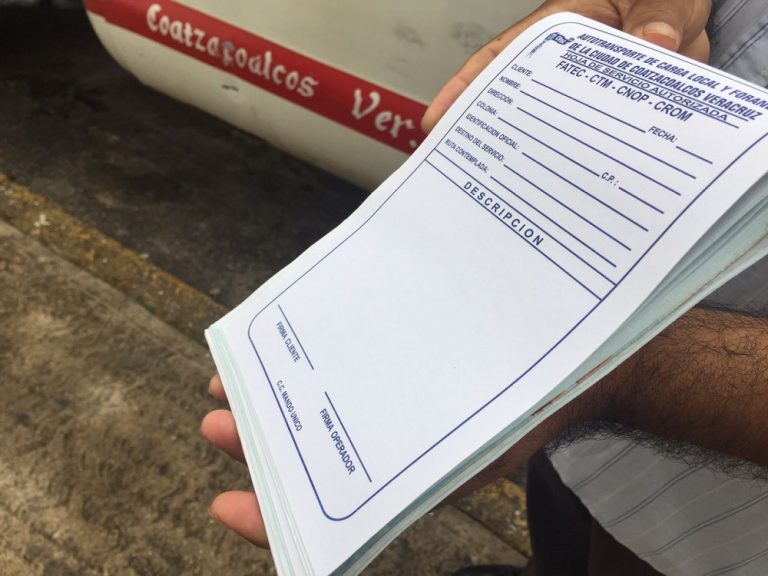 Coatzacoalcos Ver.
AUTOTRANSPORTE DE CARGA LOCAL Y FORANEA
DE LA CIUDAD DE COATZACOALCOS VERACRUZ
HOJA DE SERVICIO AUTORIZADA
FATEC - CTM - CNOP - CROM
CLIENTE: FECHA:
NOMBRE:
DIRECCION:
COLONIA: C.P.:
IDENTIFICACION OFICIAL:
DESTINO DEL SERVICIO:
RUTA CONTEMPLADA:
DESCRIPCION
FIRMA CLIENTE
FIRMA OPERADOR
C.C. MANDO UNICO